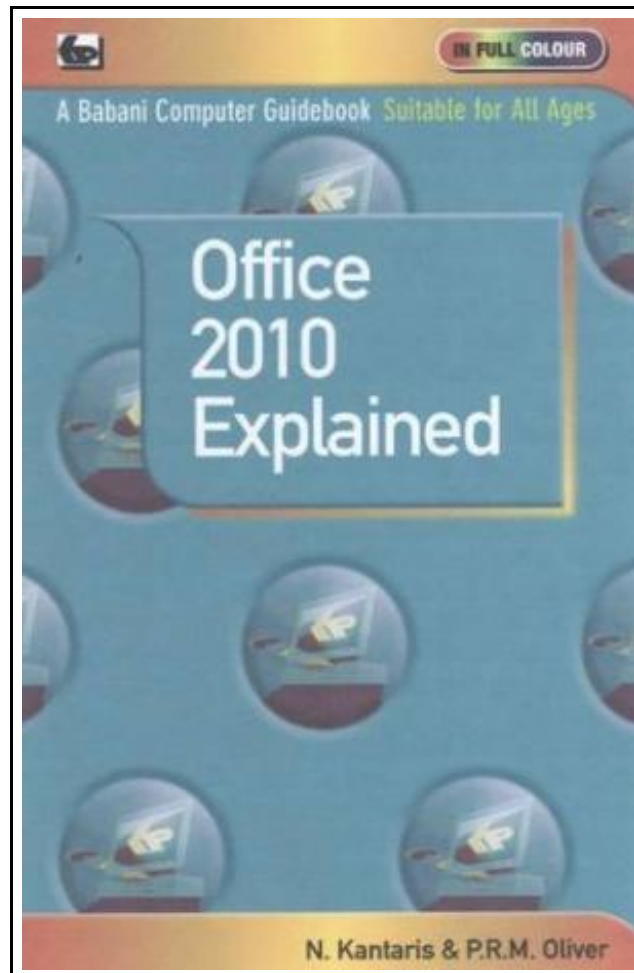 IN FULL COLOUR
A Babani Computer Guidebook Suitable for All Ages
Office
2010
Explained
N. Kantaris & P.R.M. Oliver